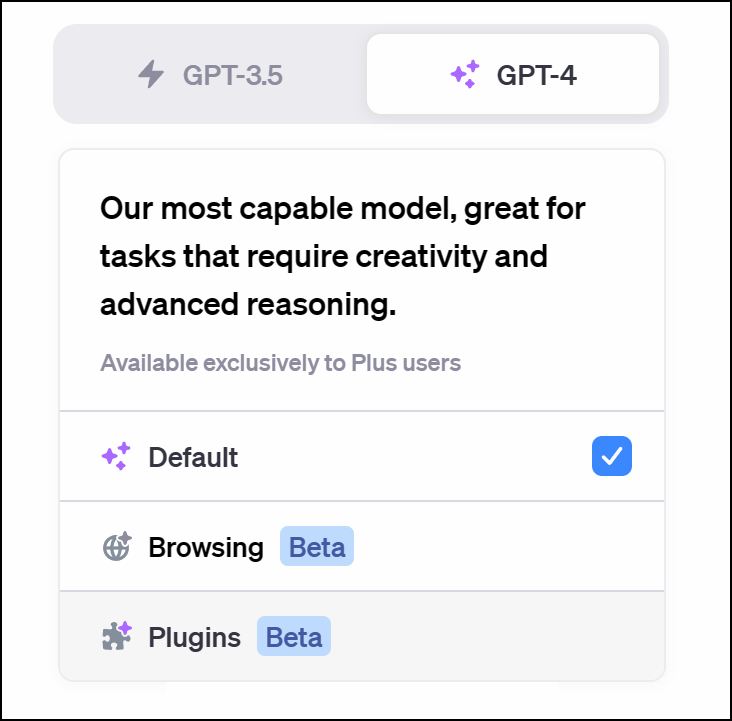 GPT-3.5
GPT-4
Our most capable model, great for
tasks that require creativity and
advanced reasoning.
Available exclusively to Plus users
Default
Browsing Beta
Plugins Beta